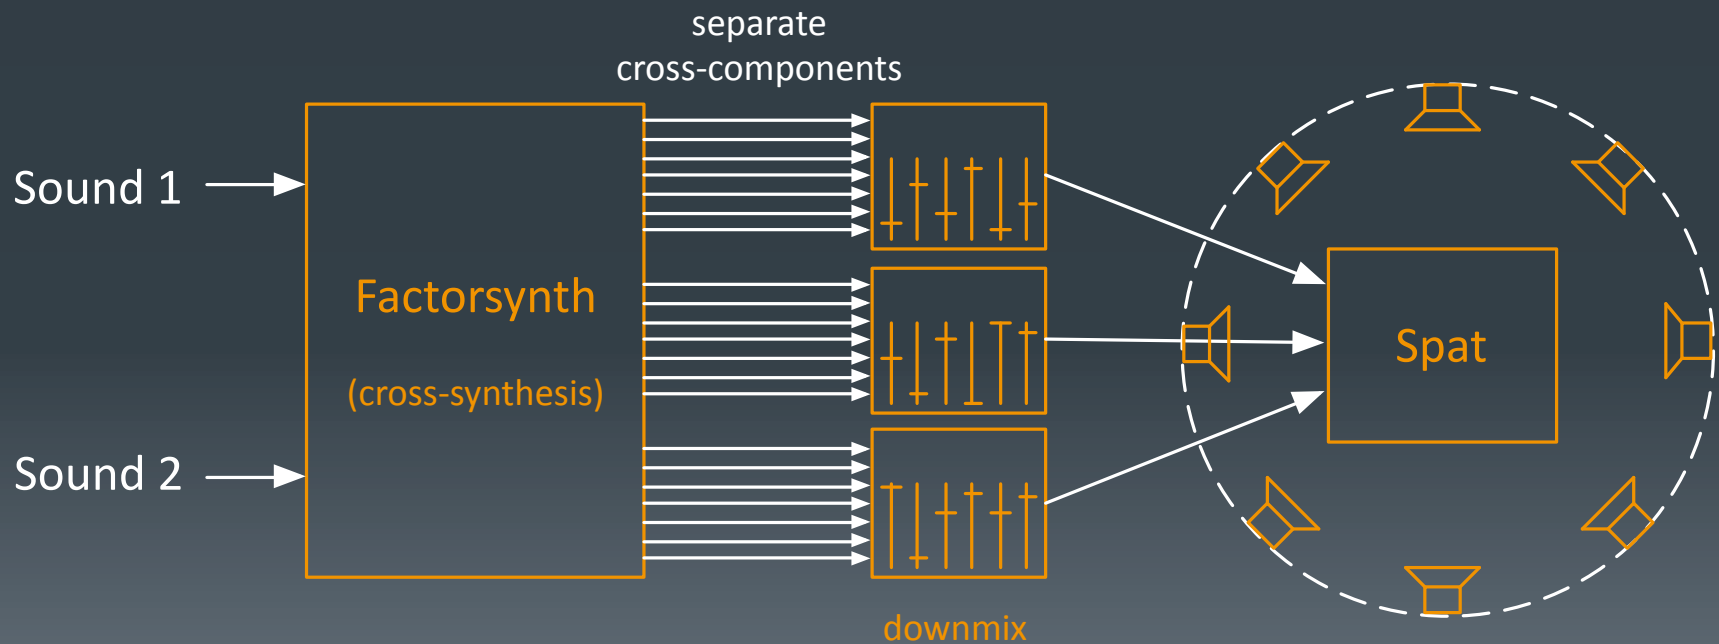 separate
cross-components
Sound 1
Factorsynth
(cross-synthesis)
Spat
Sound 2
downmix